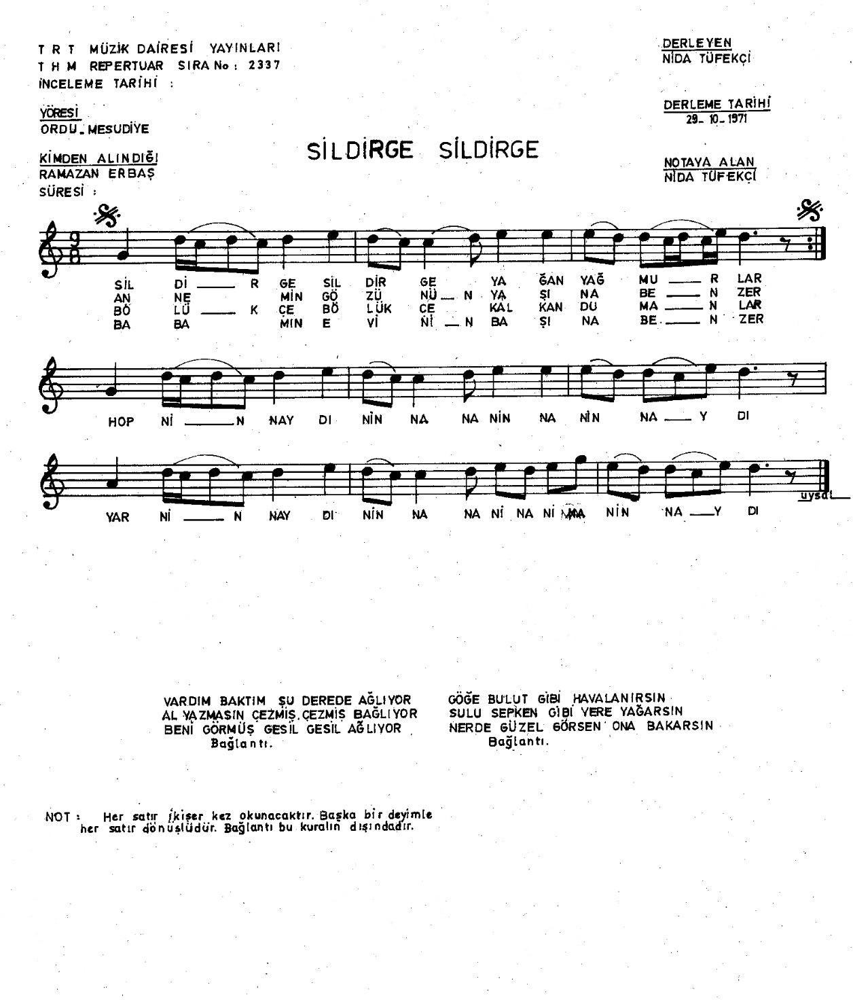 T R T MÜZİK DAİRESİ YAYINLARI
T H M REPERTUAR SIRA No : 2337
İNCELEME TARİHİ :
DERLEYEN
NİDA TÜFEKÇİ
YÖRESİ
ORDU_MESUDİYE
DERLEME TARİHİ
29_10_1971
SİLDİRGE SİLDİRGE
KİMDEN ALINDIĞI
RAMAZAN ERBAŞ
SÜRESİ :
NOTAYA ALAN
NİDA TÜFEKÇİ
9
8
SİL Dİ ___ R GE SİL DİR GE YA ĞAN YAĞ MU ___ R LAR
AN NE MİN GÖ ZÜ NÜ _ N YA ŞI NA BE ___ N ZER
BÖ LÜ ___ K ÇE BÖ LÜK ÇE KAL KAN DU MA ___ N LAR
BA BA MIN E Vİ Nİ _ N BA ŞI NA BE ___ N ZER
HOP Nİ ___ N NAY DI NİN NA NA NİN NA NİN NA ___ Y DI
YAR Nİ ___ N NAY DI NİN NA NA Nİ NA Nİ NA NİN NA ___ Y DI
uysal
VARDIM BAKTIM ŞU DEREDE AĞLIYOR
AL YAZMASIN ÇEZMİŞ ÇEZMİŞ BAĞLIYOR
BENİ GÖRMÜŞ GESİL GESİL AĞLIYOR
Bağlantı.
GÖĞE BULUT GİBİ HAVALANIRSIN
SULU SEPKEN GİBİ YERE YAĞARSIN
NERDE GÜZEL GÖRSEN ONA BAKARSIN
Bağlantı.
NOT : Her satır ikişer kez okunacaktır. Başka bir deyimle
her satır dönüşlüdür. Bağlantı bu kuralın dışındadır.